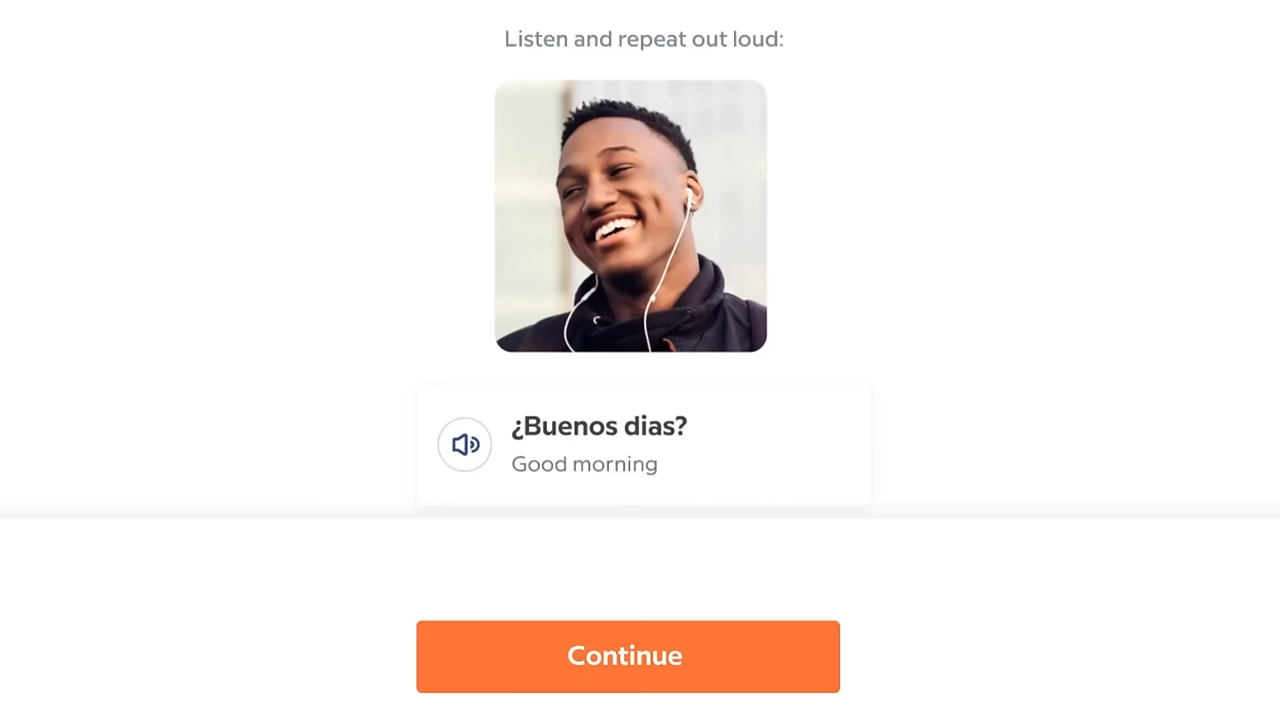 Listen and repeat out loud:
¿Buenos dias?
Good morning
Continue